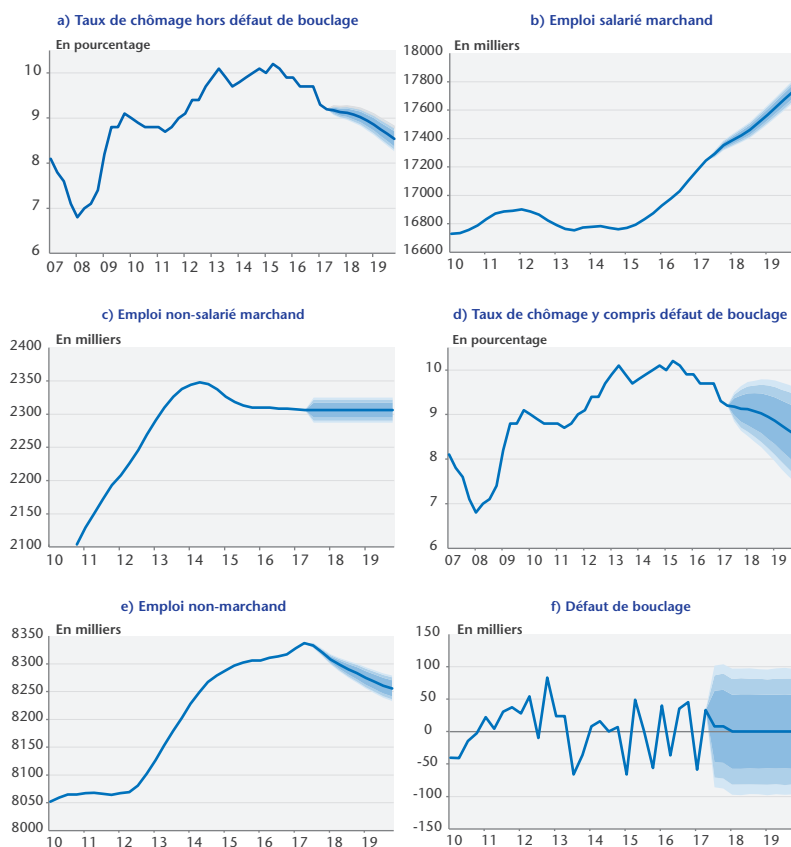 a) Taux de chômage hors défaut de bouclage
En pourcentage
10
9
8
7
6
07 08 09 10 11 12 13 14 15 16 17 18 19
b) Emploi salarié marchand
En milliers
18000
17800
17600
17400
17200
17000
16800
16600
10 11 12 13 14 15 16 17 18 19
c) Emploi non-salarié marchand
En milliers
2400
2350
2300
2250
2200
2100
10 11 12 13 14 15 16 17 18 19
d) Taux de chômage y compris défaut de bouclage
En pourcentage
10
9
8
7
6
07 08 09 10 11 12 13 14 15 16 17 18 19
e) Emploi non-marchand
En milliers
8350
8300
8250
8200
8150
8100
8050
8000
10 11 12 13 14 15 16 17 18 19
f) Défaut de bouclage
En milliers
150
100
50
0
-50
-100
-150
10 11 12 13 14 15 16 17 18 19